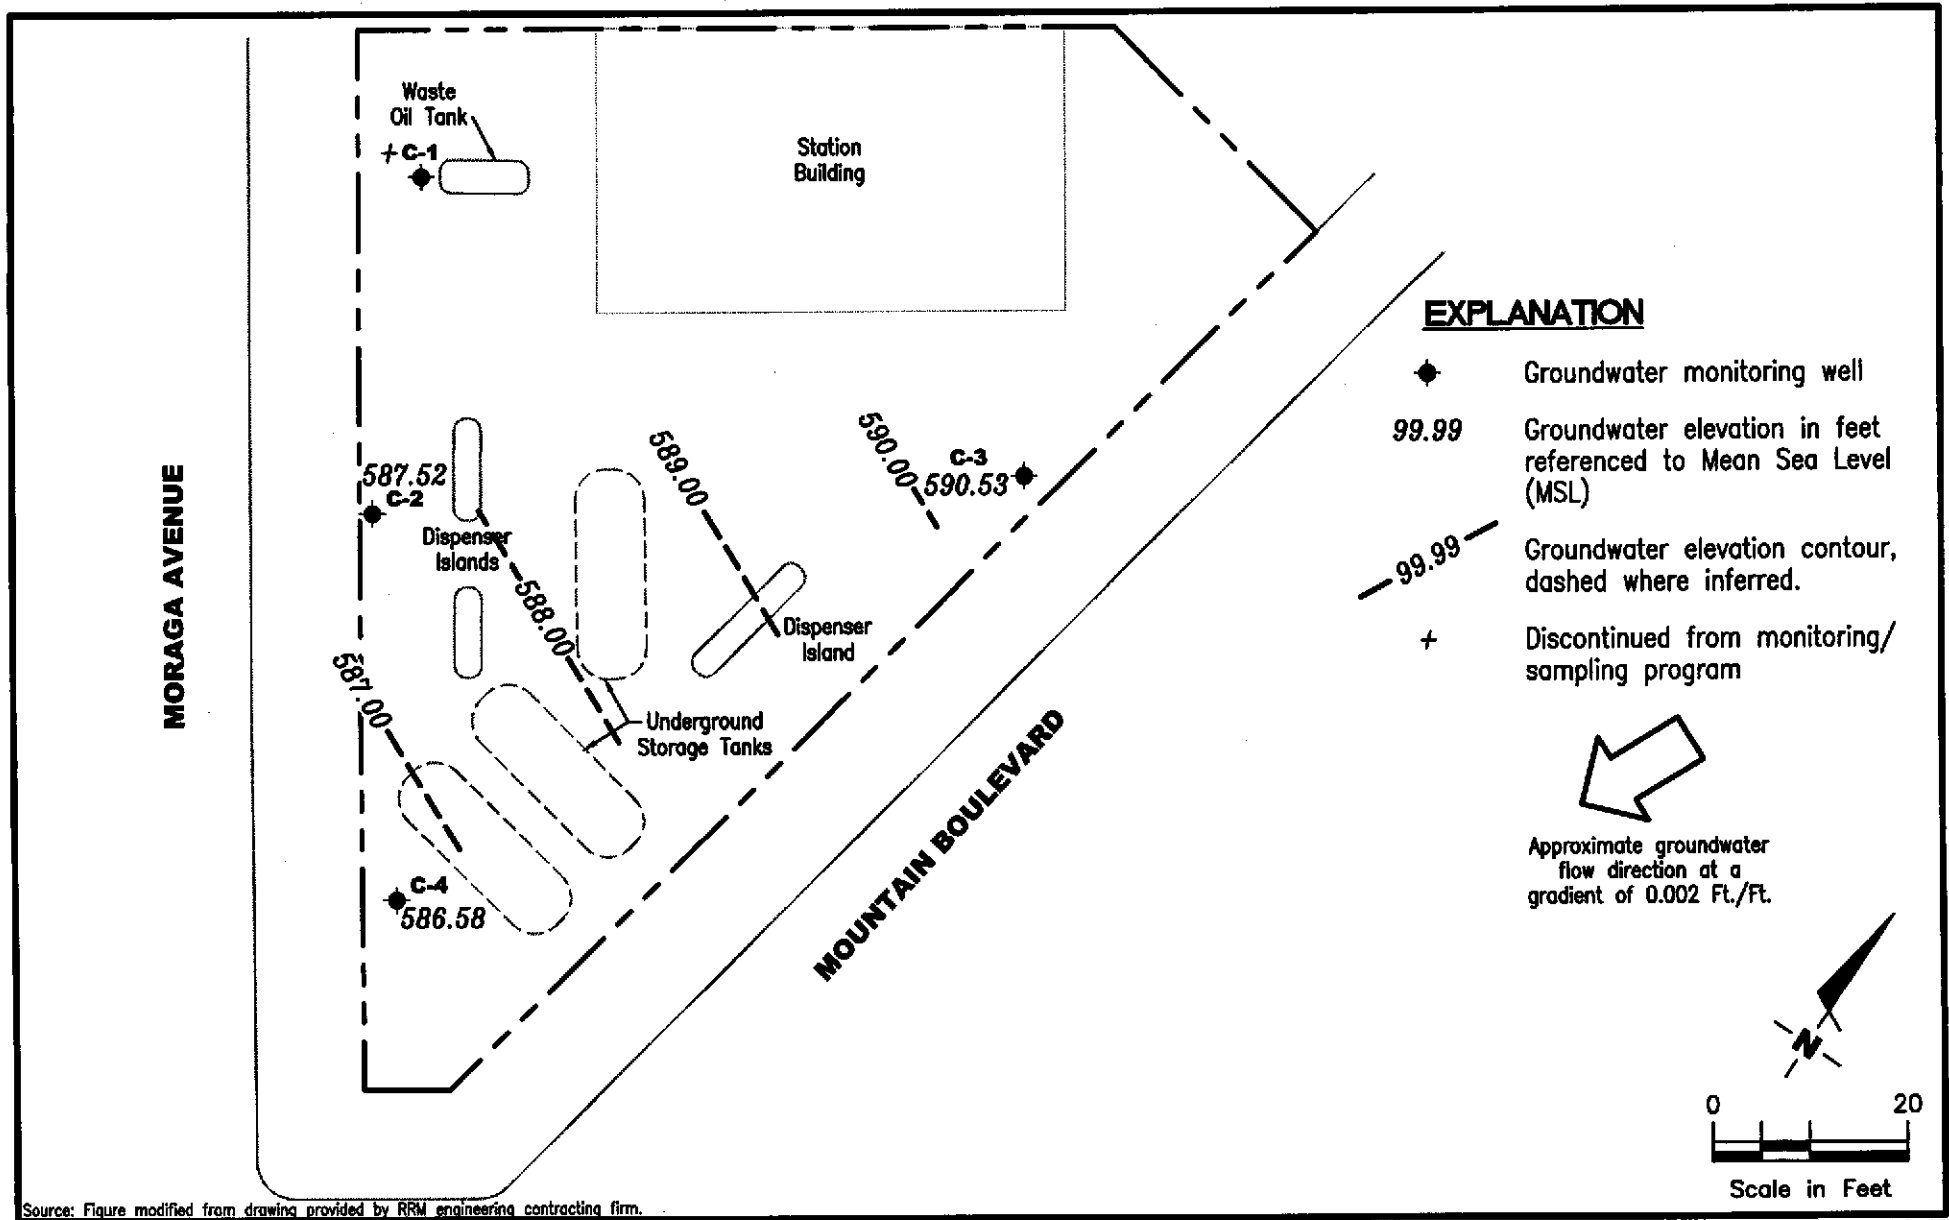 Waste
Oil Tank
+ C-1
Station
Building
MORAGA AVENUE
587.52
C-2
Dispenser
Islands
587.00
588.00
589.00
590.00
C-3
590.53
Dispenser
Island
Underground
Storage Tanks
C-4
586.58
MOUNTAIN BOULEVARD
EXPLANATION
Groundwater monitoring well
99.99 Groundwater elevation in feet
referenced to Mean Sea Level
(MSL)
99.99 Groundwater elevation contour,
dashed where inferred.
+ Discontinued from monitoring/
sampling program
Approximate groundwater
flow direction at a
gradient of 0.002 Ft./Ft.
N
0 20
Scale in Feet
Source: Figure modified from drawing provided by RRM engineering contracting firm.